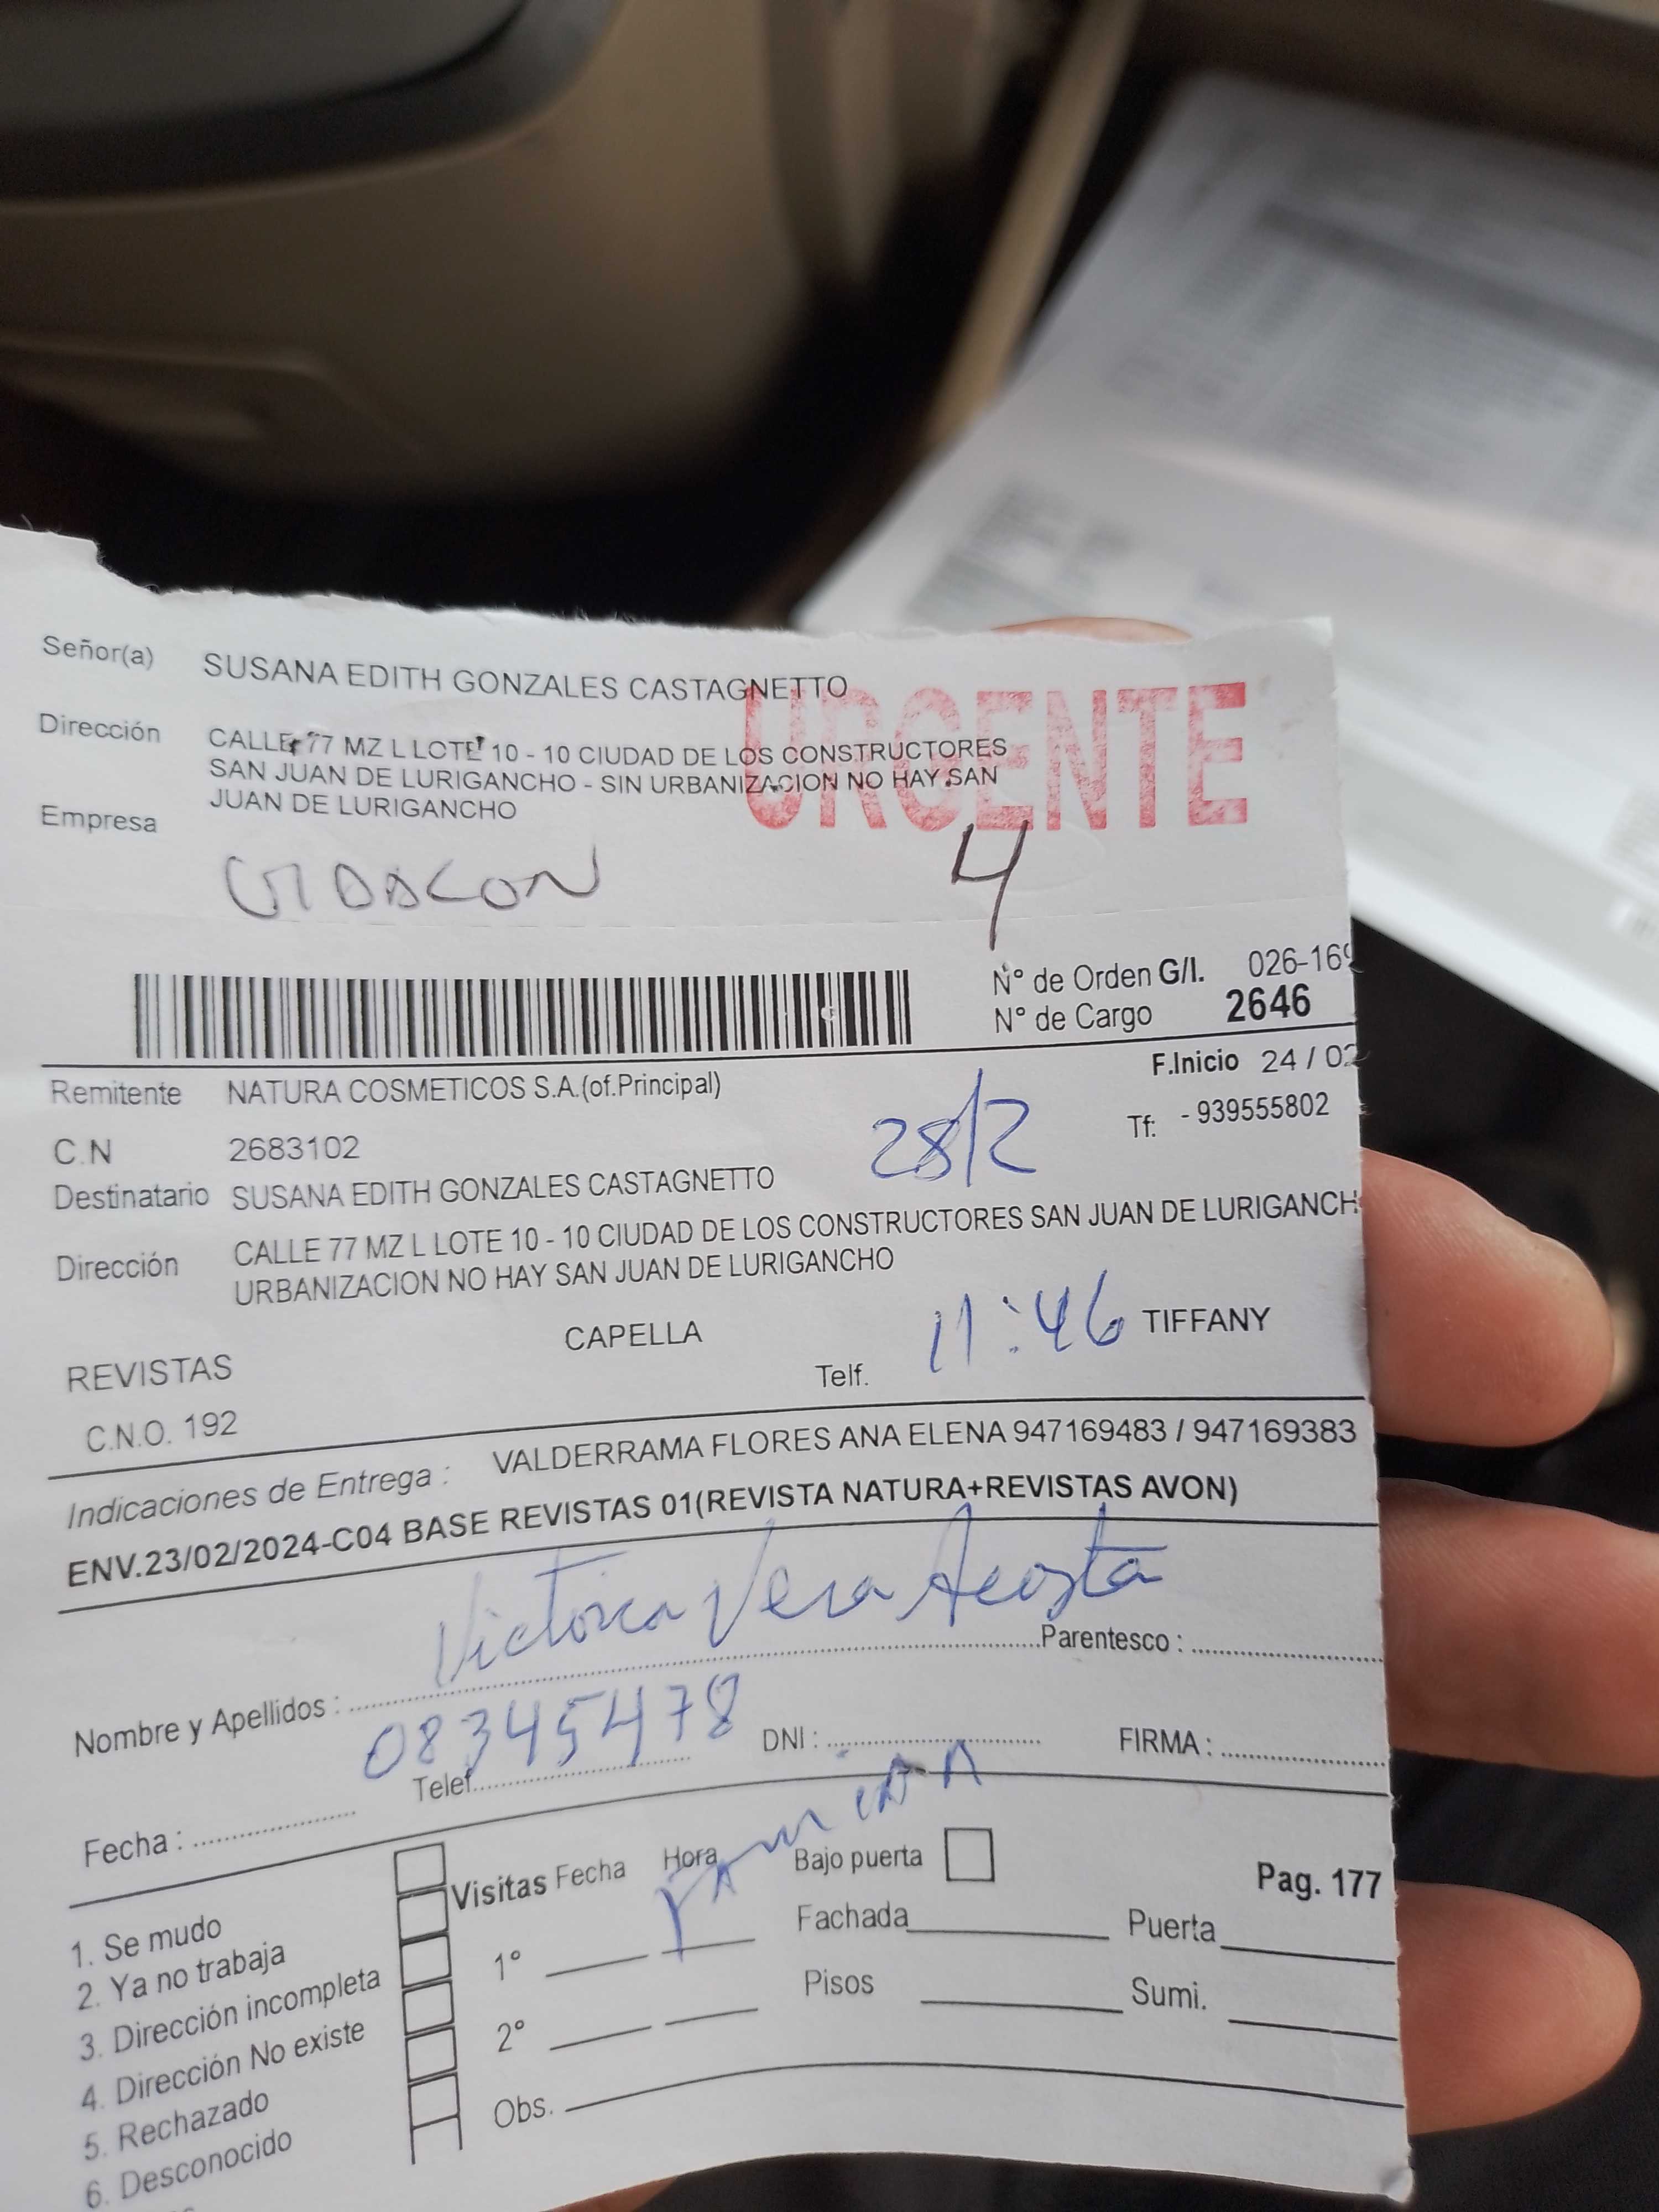 Señor(a) SUSANA EDITH GONZALES CASTAGNETTO
URGENTE
Dirección CALLE 77 MZ L LOTE 10 - 10 CIUDAD DE LOS CONSTRUCTORES
SAN JUAN DE LURIGANCHO - SIN URBANIZACION NO HAY SAN
JUAN DE LURIGANCHO
Empresa
4
N° de Orden G/I. 026-169
N° de Cargo 2646
F.Inicio 24 / 02
Remitente NATURA COSMETICOS S.A.(of.Principal)
Tf: - 939555802
C.N 2683102
28/2
Destinatario SUSANA EDITH GONZALES CASTAGNETTO
Dirección CALLE 77 MZ L LOTE 10 - 10 CIUDAD DE LOS CONSTRUCTORES SAN JUAN DE LURIGANCH
URBANIZACION NO HAY SAN JUAN DE LURIGANCHO
REVISTAS CAPELLA Telf. 11:46 TIFFANY
C.N.O. 192
Indicaciones de Entrega : VALDERRAMA FLORES ANA ELENA 947169483 / 947169383
ENV.23/02/2024-C04 BASE REVISTAS 01(REVISTA NATURA+REVISTAS AVON)
Nombre y Apellidos : Victoria Vera Acosta Parentesco :
08345478
Fecha : Telef. DNI : FIRMA :
Visitas Fecha Hora Bajo puerta Pag. 177
1. Se mudo
2. Ya no trabaja
3. Dirección incompleta
4. Dirección No existe
5. Rechazado
6. Desconocido
1° Fachada Puerta
2° Pisos Sumi.
Obs.